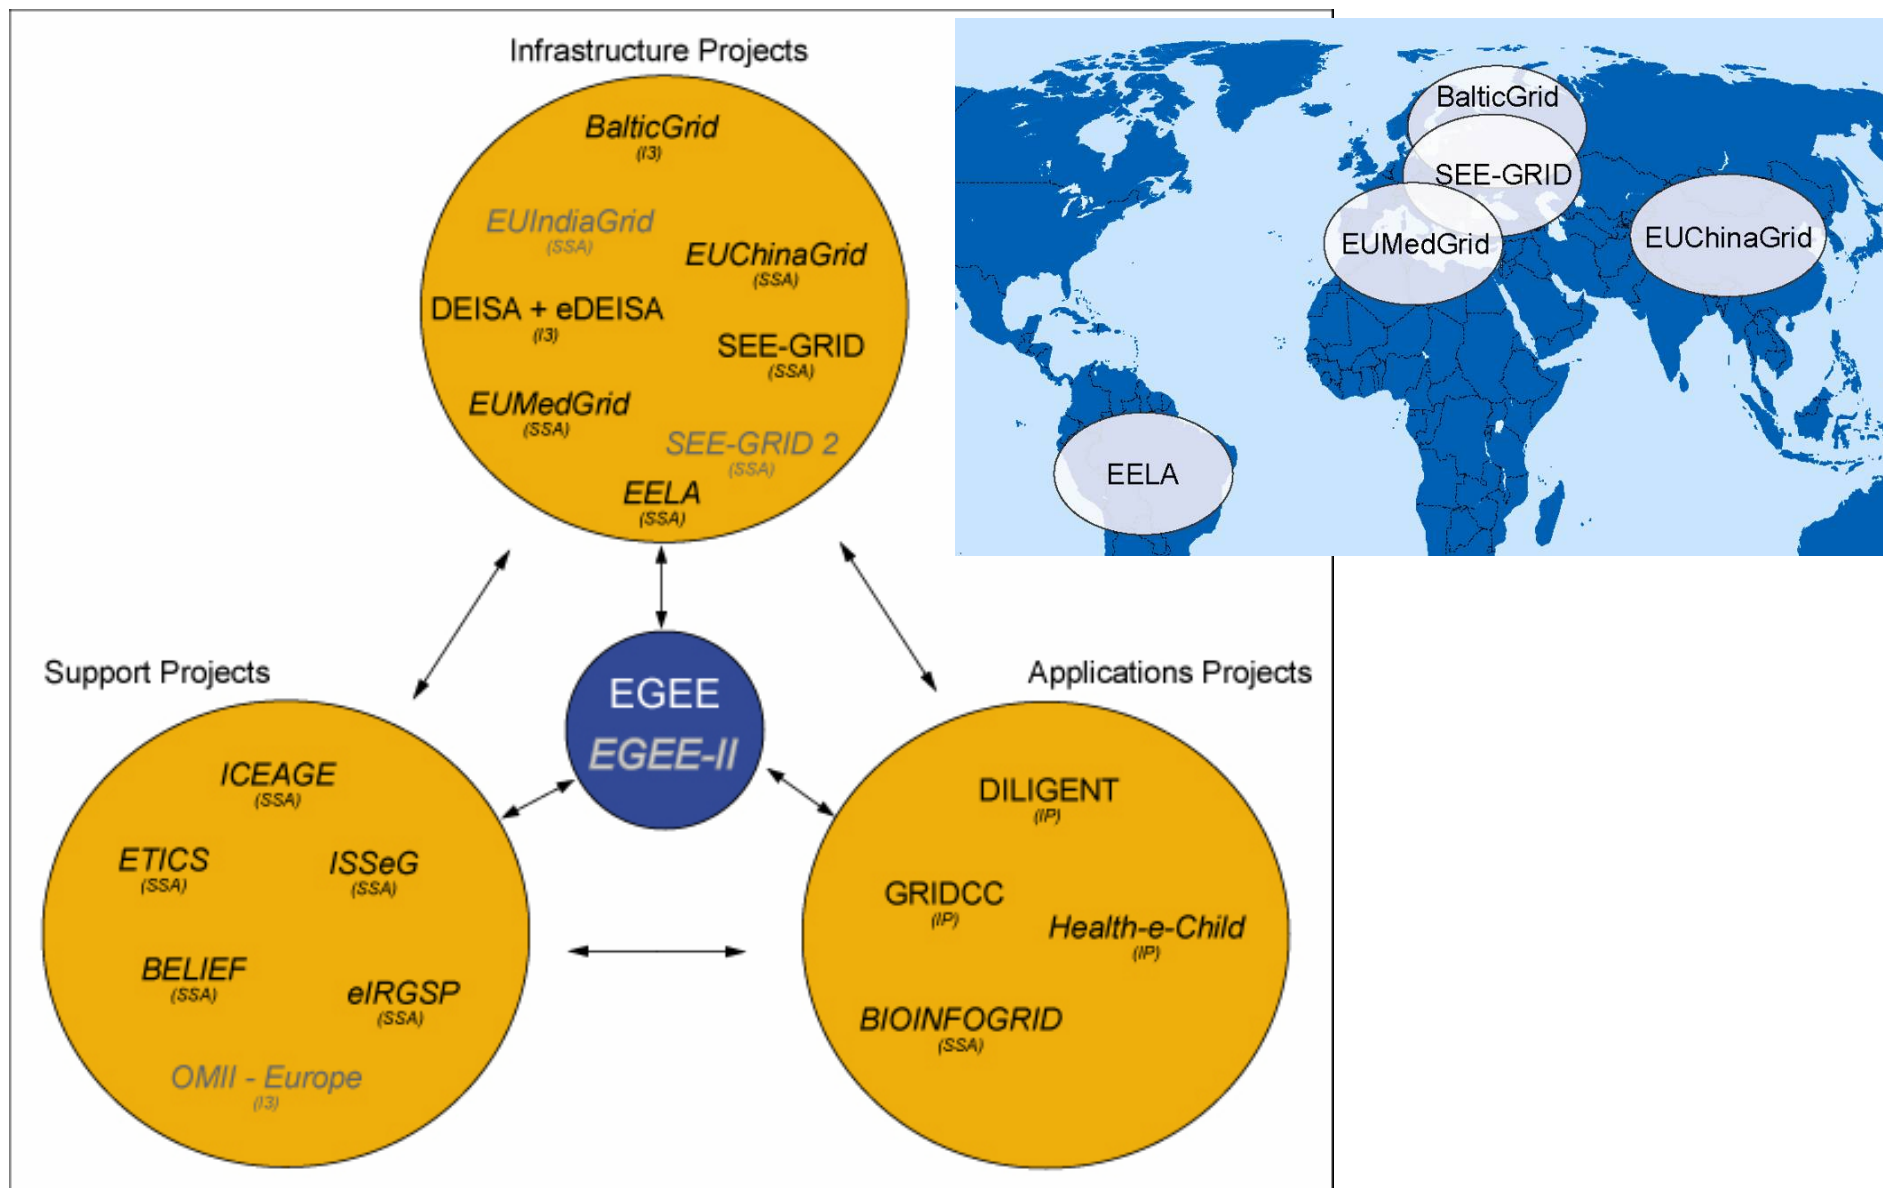 Infrastructure Projects
BalticGrid
(I3)
EUIndiaGrid
(SSA)
EUChinaGrid
(SSA)
DEISA + eDEISA
(I3)
SEE-GRID
(SSA)
EUMedGrid
(SSA)
SEE-GRID 2
(SSA)
EELA
(SSA)
BalticGrid
SEE-GRID
EUMedGrid
EUChinaGrid
EELA
EGEE
EGEE-II
Support Projects
ICEAGE
(SSA)
ETICS
(SSA)
ISSeG
(SSA)
BELIEF
(SSA)
eIRGSP
(SSA)
OMII - Europe
(I3)
Applications Projects
DILIGENT
(IP)
GRIDCC
(IP)
Health-e-Child
(IP)
BIOINFOGRID
(SSA)